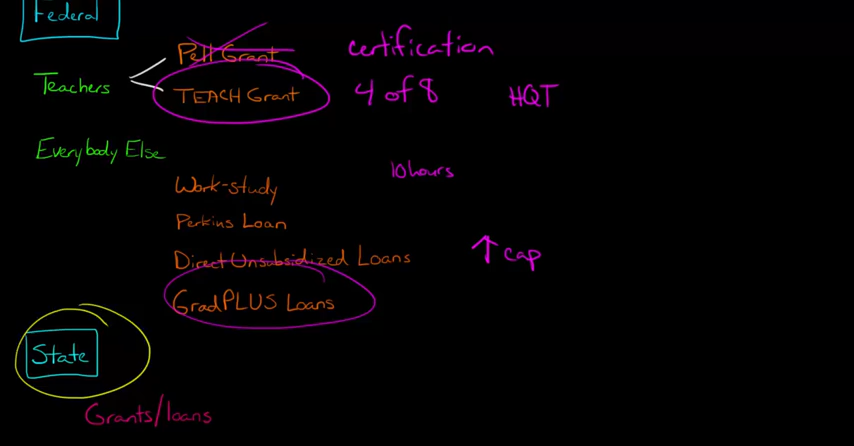 Federal
Pell Grant
certification
Teachers
TEACH Grant
4 of 8
HQT
Everybody Else
10 hours
Work-study
Perkins Loan
Direct Unsubsidized Loans
↑ cap
GradPLUS Loans
State
Grants/loans